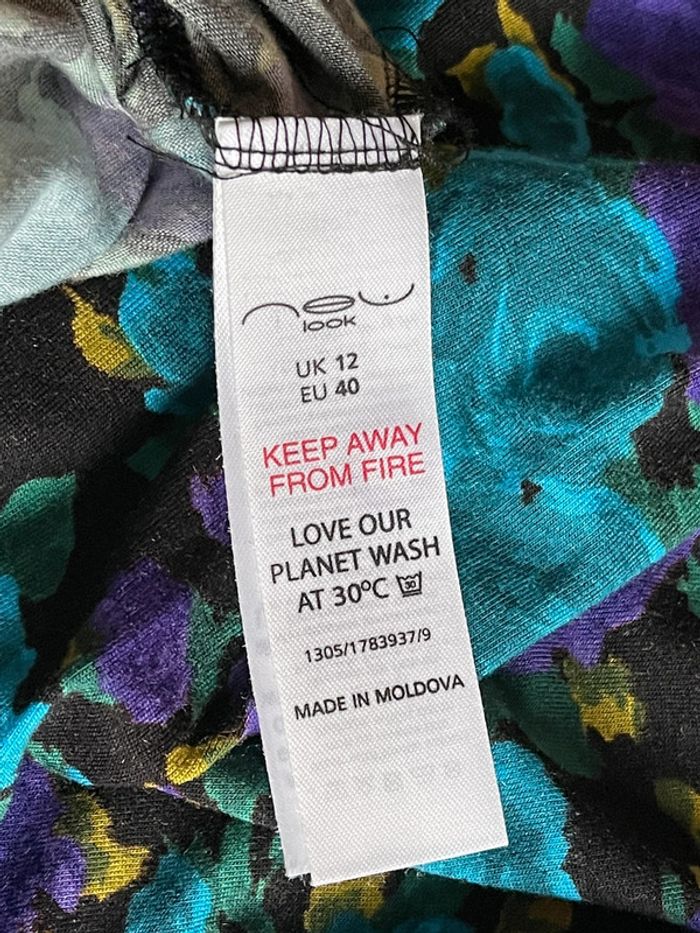 new
look
UK 12
EU 40
KEEP AWAY
FROM FIRE
LOVE OUR
PLANET WASH
AT 30ºC 30
1305/1783937/9
MADE IN MOLDOVA